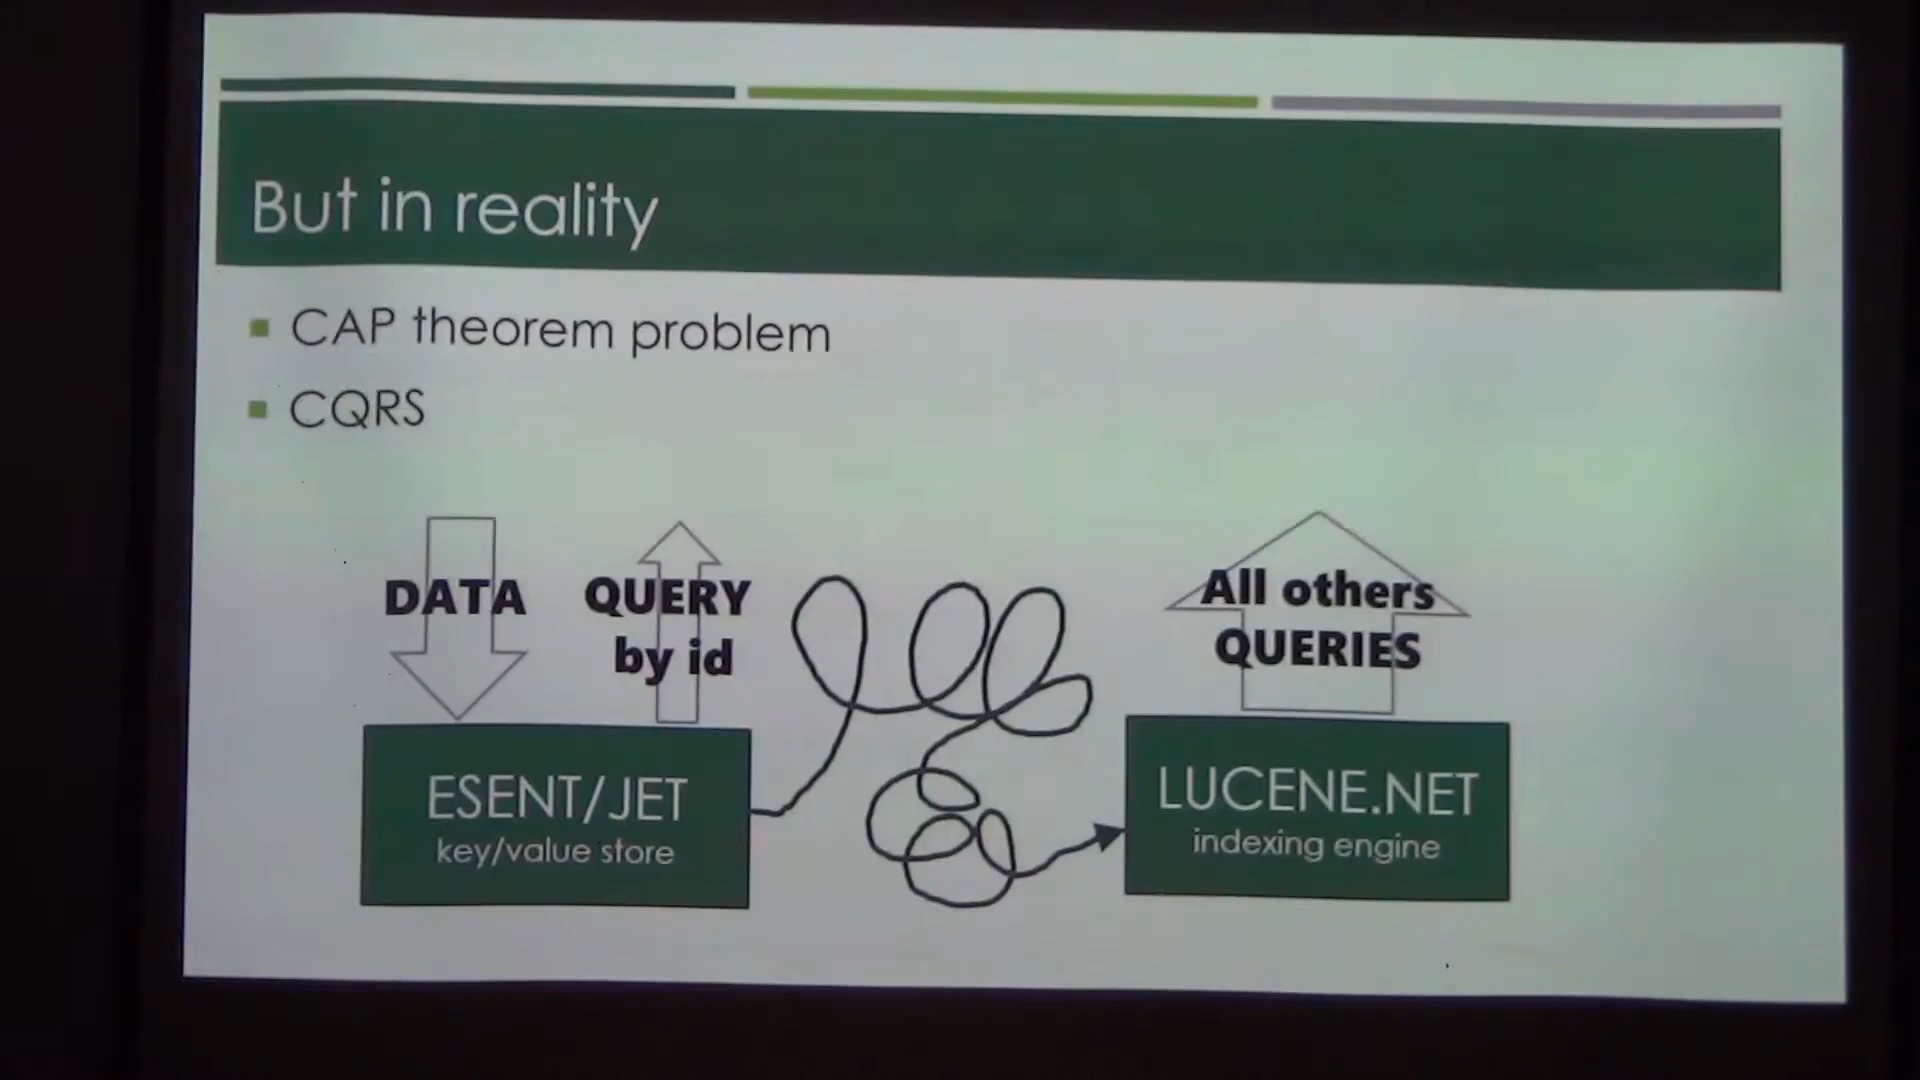 But in reality
CAP theorem problem
CQRS
DATA
QUERY
by id
All others
QUERIES
ESENT/JET
key/value store
LUCENE.NET
indexing engine